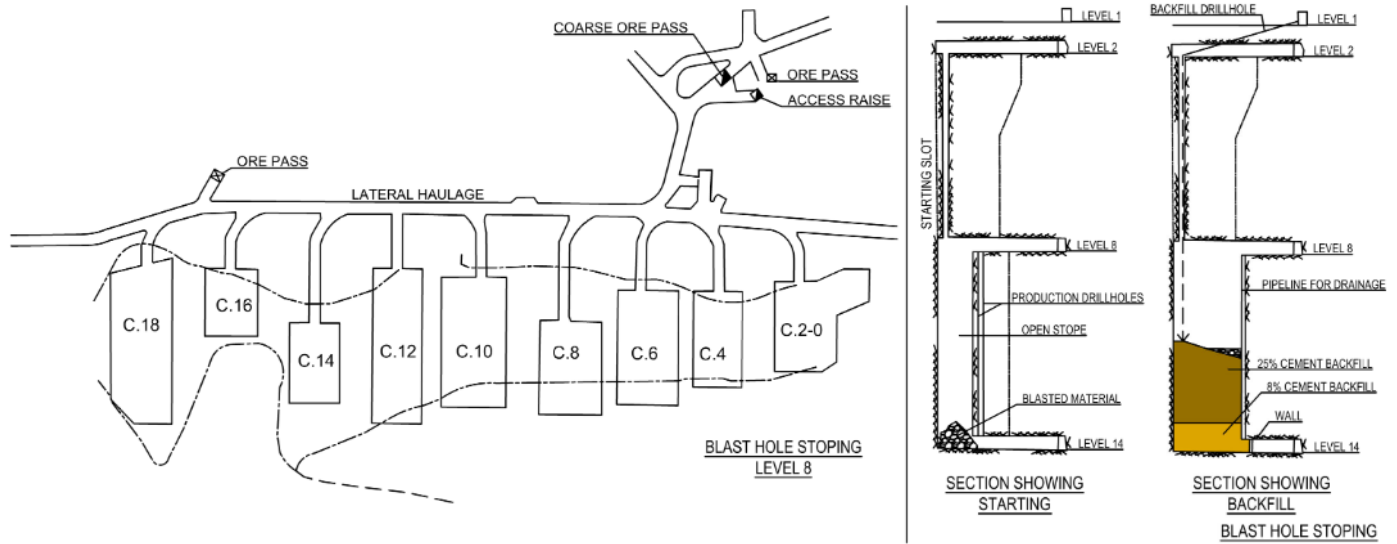 COARSE ORE PASS
ORE PASS
ACCESS RAISE
ORE PASS
LATERAL HAULAGE
C.18
C.16
C.14
C.12
C.10
C.8
C.6
C.4
C.2-0
BLAST HOLE STOPING
LEVEL 8
LEVEL 1
LEVEL 2
STARTING SLOT
LEVEL 8
PRODUCTION DRILLHOLES
OPEN STOPE
BLASTED MATERIAL
LEVEL 14
SECTION SHOWING
STARTING
BACKFILL DRILLHOLE
LEVEL 1
LEVEL 2
LEVEL 8
PIPELINE FOR DRAINAGE
25% CEMENT BACKFILL
8% CEMENT BACKFILL
WALL
LEVEL 14
SECTION SHOWING
BACKFILL
BLAST HOLE STOPING